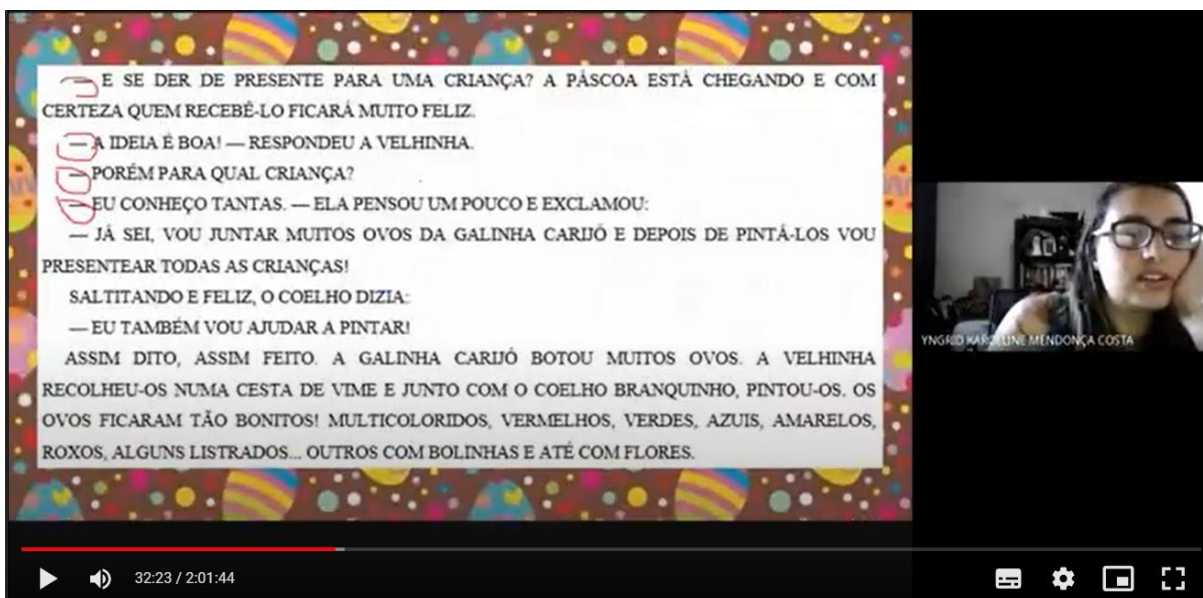 — E SE DER DE PRESENTE PARA UMA CRIANÇA? A PÁSCOA ESTÁ CHEGANDO E COM
CERTEZA QUEM RECEBÊ-LO FICARÁ MUITO FELIZ.
— A IDEIA É BOA! — RESPONDEU A VELHINHA.
— PORÉM PARA QUAL CRIANÇA?
— EU CONHEÇO TANTAS. — ELA PENSOU UM POUCO E EXCLAMOU:
— JÁ SEI, VOU JUNTAR MUITOS OVOS DA GALINHA CARIJÓ E DEPOIS DE PINTÁ-LOS VOU
PRESENTEAR TODAS AS CRIANÇAS!
SALTITANDO E FELIZ, O COELHO DIZIA:
— EU TAMBÉM VOU AJUDAR A PINTAR!
ASSIM DITO, ASSIM FEITO. A GALINHA CARIJÓ BOTOU MUITOS OVOS. A VELHINHA
RECOLHEU-OS NUMA CESTA DE VIME E JUNTO COM O COELHO BRANQUINHO, PINTOU-OS. OS
OVOS FICARAM TÃO BONITOS! MULTICOLORIDOS, VERMELHOS, VERDES, AZUIS, AMARELOS,
ROXOS, ALGUNS LISTRADOS... OUTROS COM BOLINHAS E ATÉ COM FLORES.
YNGRID KAROLLINE MENDONÇA COSTA
32:23 / 2:01:44